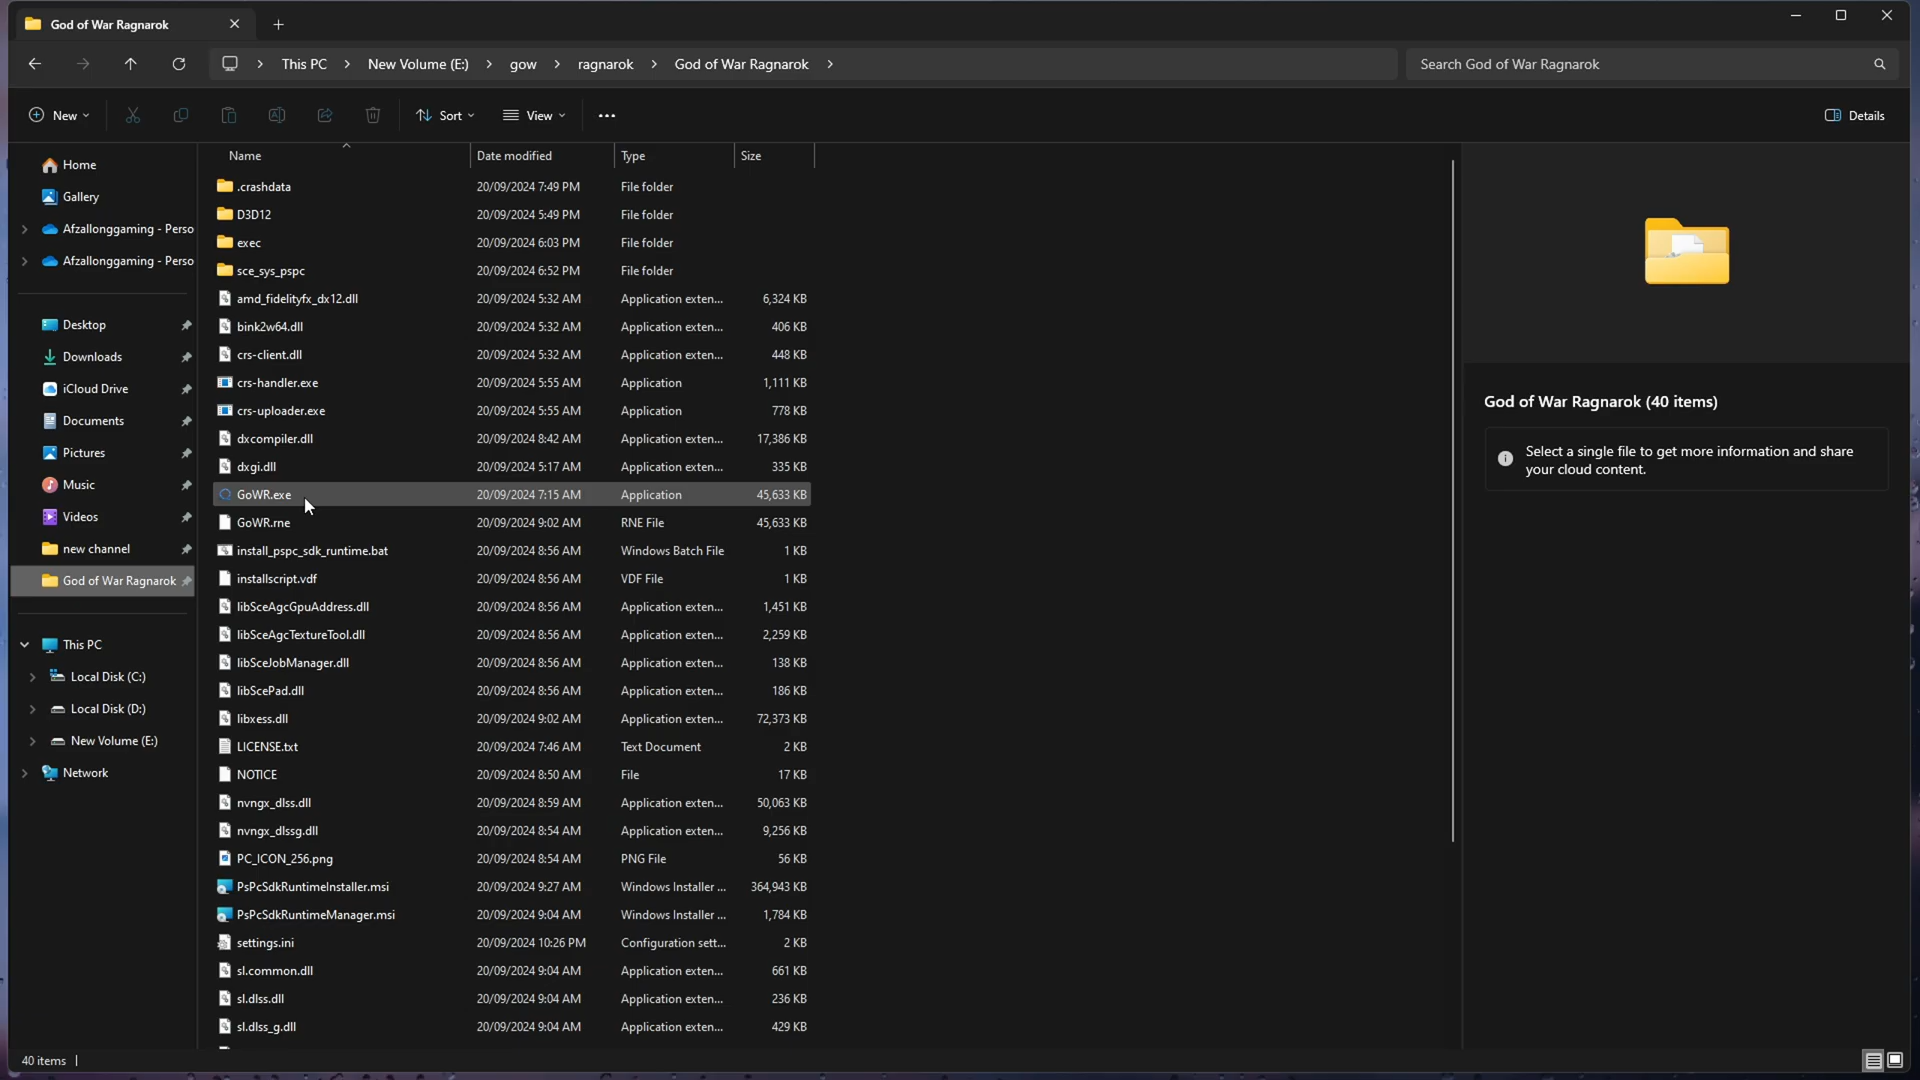 God of War Ragnarok
This PC New Volume (E:) gow ragnarok God of War Ragnarok
Search God of War Ragnarok
New Sort View Details
Home
Gallery
Afzallonggaming - Perso
Afzallonggaming - Perso
Desktop
Downloads
iCloud Drive
Documents
Pictures
Music
Videos
new channel
God of War Ragnarok
This PC
Local Disk (C:)
Local Disk (D:)
New Volume (E:)
Network
Name Date modified Type Size
.crashdata 20/09/2024 7:49 PM File folder
D3D12 20/09/2024 5:49 PM File folder
exec 20/09/2024 6:03 PM File folder
sce_sys_pspc 20/09/2024 6:52 PM File folder
amd_fidelityfx_dx12.dll 20/09/2024 5:32 AM Application exten... 6,324 KB
bink2w64.dll 20/09/2024 5:32 AM Application exten... 406 KB
crs-client.dll 20/09/2024 5:32 AM Application exten... 448 KB
crs-handler.exe 20/09/2024 5:55 AM Application 1,111 KB
crs-uploader.exe 20/09/2024 5:55 AM Application 778 KB
dxcompiler.dll 20/09/2024 8:42 AM Application exten... 17,386 KB
dxgi.dll 20/09/2024 5:17 AM Application exten... 335 KB
GoWR.exe 20/09/2024 7:15 AM Application 45,633 KB
GoWR.rne 20/09/2024 9:02 AM RNE File 45,633 KB
install_pspc_sdk_runtime.bat 20/09/2024 8:56 AM Windows Batch File 1 KB
installscript.vdf 20/09/2024 8:56 AM VDF File 1 KB
libSceAgcGpuAddress.dll 20/09/2024 8:56 AM Application exten... 1,451 KB
libSceAgcTextureTool.dll 20/09/2024 8:56 AM Application exten... 2,259 KB
libSceJobManager.dll 20/09/2024 8:56 AM Application exten... 138 KB
libScePad.dll 20/09/2024 8:56 AM Application exten... 186 KB
libxess.dll 20/09/2024 9:02 AM Application exten... 72,373 KB
LICENSE.txt 20/09/2024 7:46 AM Text Document 2 KB
NOTICE 20/09/2024 8:50 AM File 17 KB
nvngx_dlss.dll 20/09/2024 8:59 AM Application exten... 50,063 KB
nvngx_dlssg.dll 20/09/2024 8:54 AM Application exten... 9,256 KB
PC_ICON_256.png 20/09/2024 8:54 AM PNG File 56 KB
PsPcSdkRuntimeInstaller.msi 20/09/2024 9:27 AM Windows Installer ... 364,943 KB
PsPcSdkRuntimeManager.msi 20/09/2024 9:04 AM Windows Installer ... 1,784 KB
settings.ini 20/09/2024 10:26 PM Configuration sett... 2 KB
sl.common.dll 20/09/2024 9:04 AM Application exten... 661 KB
sl.dlss.dll 20/09/2024 9:04 AM Application exten... 236 KB
sl.dlss_g.dll 20/09/2024 9:04 AM Application exten... 429 KB
God of War Ragnarok (40 items)
Select a single file to get more information and share
your cloud content.
40 items